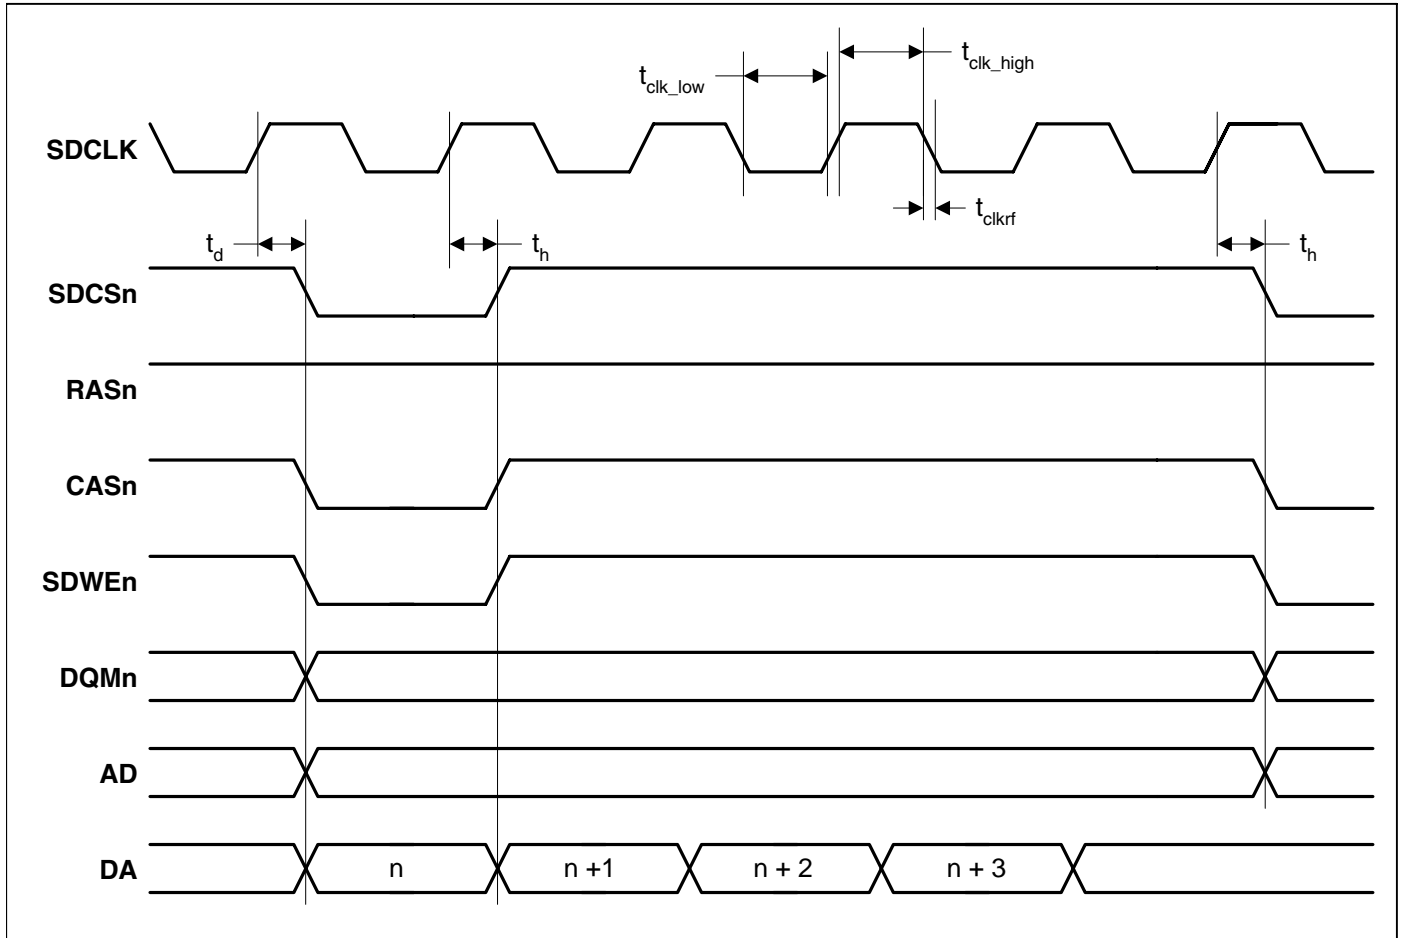 t_clk_high
t_clk_low
SDCLK
t_clkrf
t_d
t_h
t_h
SDCSn
RASn
CASn
SDWEn
DQMn
AD
DA n n +1 n + 2 n + 3